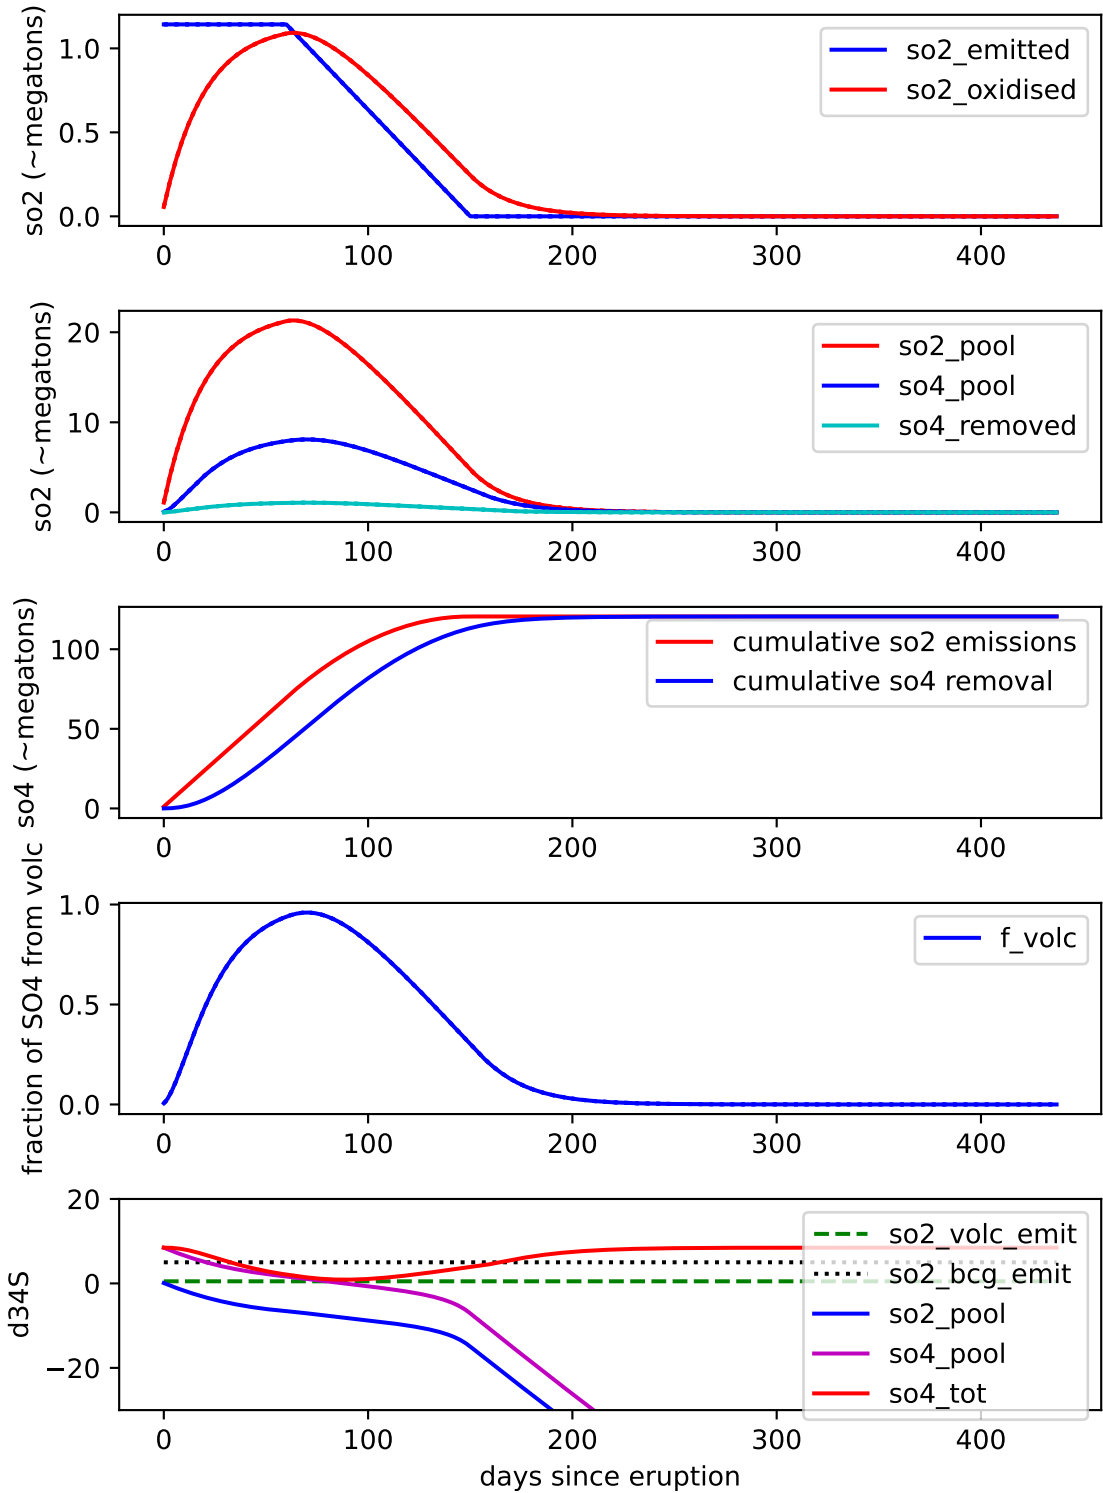 so2 (~megatons)
1.0
0.5
0.0
so2_emitted
so2_oxidised
0 100 200 300 400
so2 (~megatons)
20
10
0
so2_pool
so4_pool
so4_removed
0 100 200 300 400
so4 (~megatons)
100
50
0
cumulative so2 emissions
cumulative so4 removal
0 100 200 300 400
fraction of SO4 from volc
1.0
0.5
0.0
f_volc
0 100 200 300 400
d34S
20
0
−20
so2_volc_emit
so2_bcg_emit
so2_pool
so4_pool
so4_tot
0 100 200 300 400
days since eruption